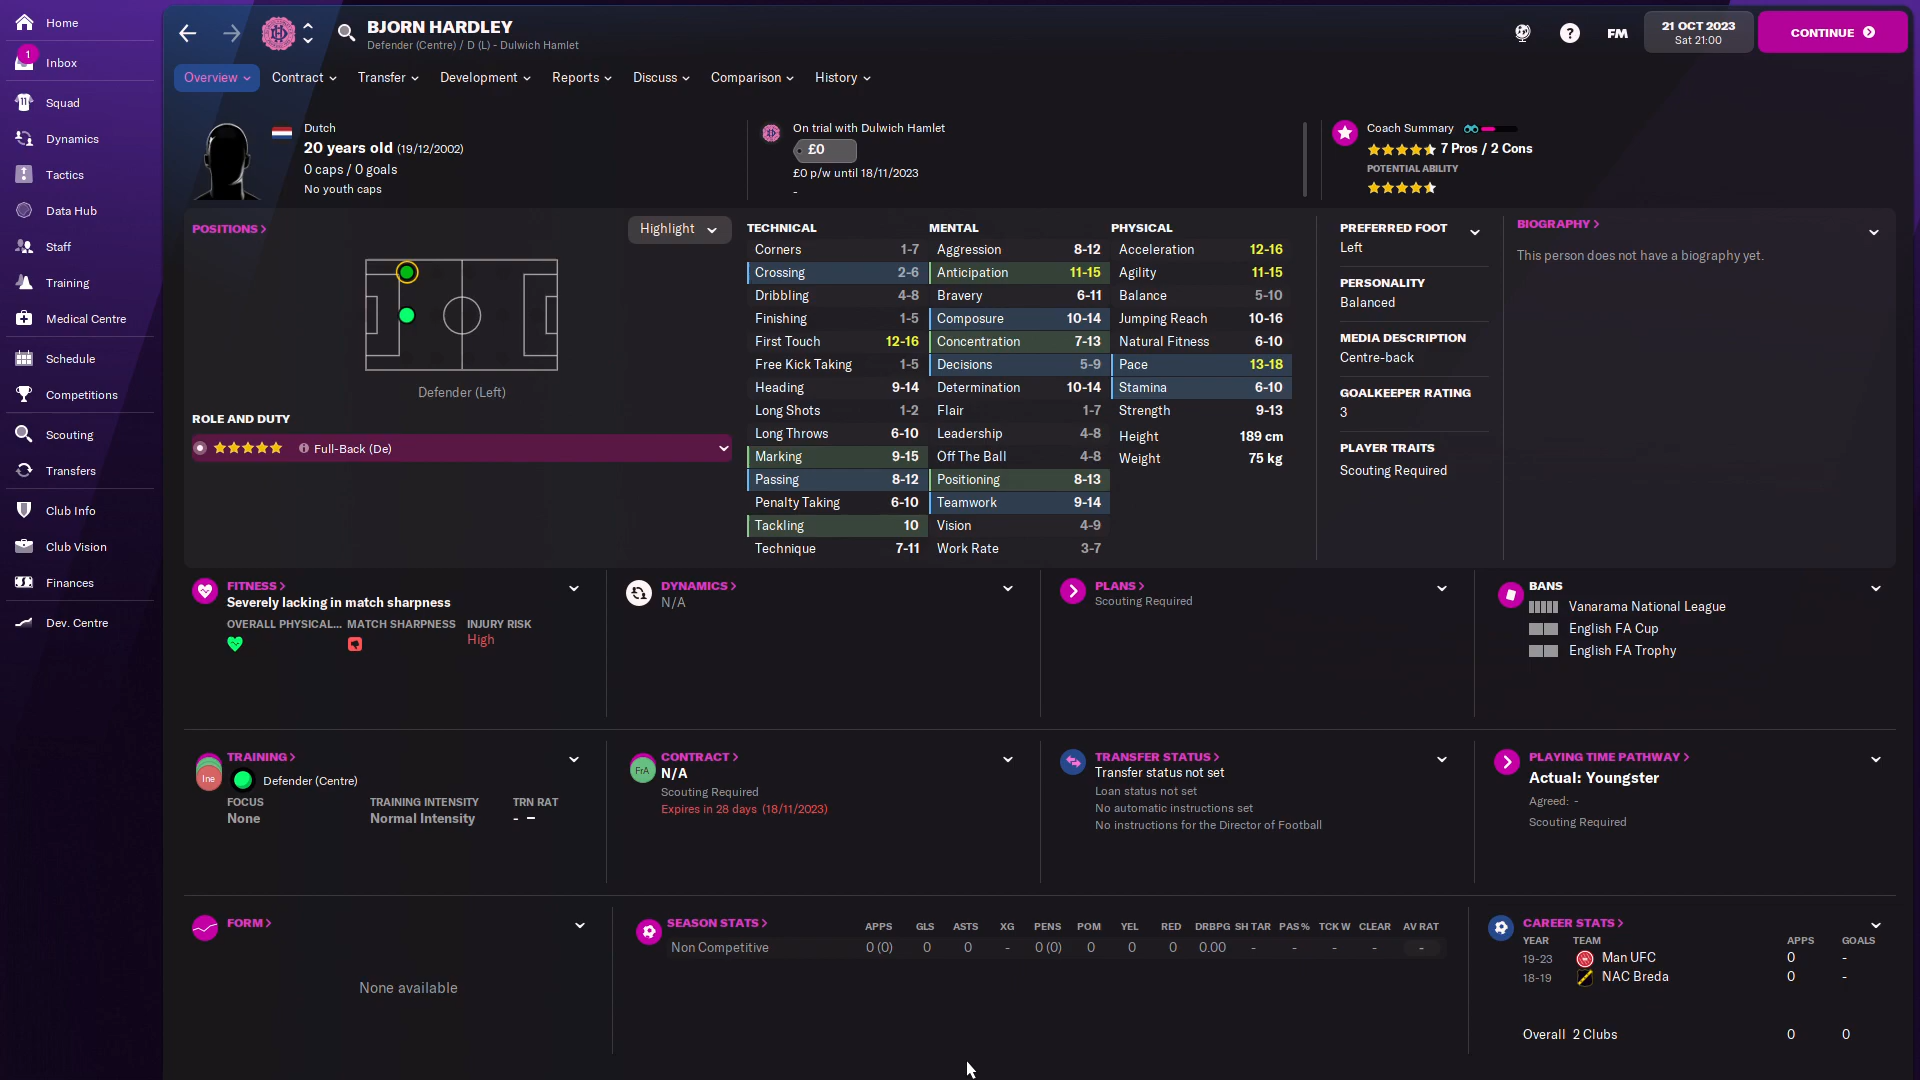 Home
1
Inbox
Squad
Dynamics
Tactics
Data Hub
Staff
Training
Medical Centre
Schedule
Competitions
Scouting
Transfers
Club Info
Club Vision
Finances
Dev. Centre
BJORN HARDLEY
Defender (Centre) / D (L) - Dulwich Hamlet
FM
21 OCT 2023
Sat 21:00
CONTINUE
Overview Contract Transfer Development Reports Discuss Comparison History
Dutch
20 years old (19/12/2002)
0 caps / 0 goals
No youth caps
On trial with Dulwich Hamlet
£0
£0 p/w until 18/11/2023
-
Coach Summary
7 Pros / 2 Cons
POTENTIAL ABILITY
POSITIONS >
Highlight
Defender (Left)
ROLE AND DUTY
Full-Back (De)
TECHNICAL
Corners 1-7
Crossing 2-6
Dribbling 4-8
Finishing 1-5
First Touch 12-16
Free Kick Taking 1-5
Heading 9-14
Long Shots 1-2
Long Throws 6-10
Marking 9-15
Passing 8-12
Penalty Taking 6-10
Tackling 10
Technique 7-11
MENTAL
Aggression 8-12
Anticipation 11-15
Bravery 6-11
Composure 10-14
Concentration 7-13
Decisions 5-9
Determination 10-14
Flair 1-7
Leadership 4-8
Off The Ball 4-8
Positioning 8-13
Teamwork 9-14
Vision 4-9
Work Rate 3-7
PHYSICAL
Acceleration 12-16
Agility 11-15
Balance 5-10
Jumping Reach 10-16
Natural Fitness 6-10
Pace 13-18
Stamina 6-10
Strength 9-13
Height 189 cm
Weight 75 kg
PREFERRED FOOT
Left
PERSONALITY
Balanced
MEDIA DESCRIPTION
Centre-back
GOALKEEPER RATING
3
PLAYER TRAITS
Scouting Required
BIOGRAPHY >
This person does not have a biography yet.
FITNESS >
Severely lacking in match sharpness
OVERALL PHYSICAL... MATCH SHARPNESS INJURY RISK
High
DYNAMICS >
N/A
PLANS >
Scouting Required
BANS
Vanarama National League
English FA Cup
English FA Trophy
TRAINING >
Ine
Defender (Centre)
FOCUS TRAINING INTENSITY TRN RAT
None Normal Intensity - –
CONTRACT >
FrA
N/A
Scouting Required
Expires in 28 days (18/11/2023)
TRANSFER STATUS >
Transfer status not set
Loan status not set
No automatic instructions set
No instructions for the Director of Football
PLAYING TIME PATHWAY >
Actual: Youngster
Agreed: -
Scouting Required
FORM >
None available
SEASON STATS > APPS GLS ASTS XG PENS POM YEL RED DRBPG SH TAR PAS % TCK W CLEAR AV RAT
Non Competitive 0 (0) 0 0 - 0 (0) 0 0 0 0.00 - - - - -
CAREER STATS >
YEAR TEAM APPS GOALS
19-23 Man UFC 0 -
18-19 NAC Breda 0 -
Overall 2 Clubs 0 0